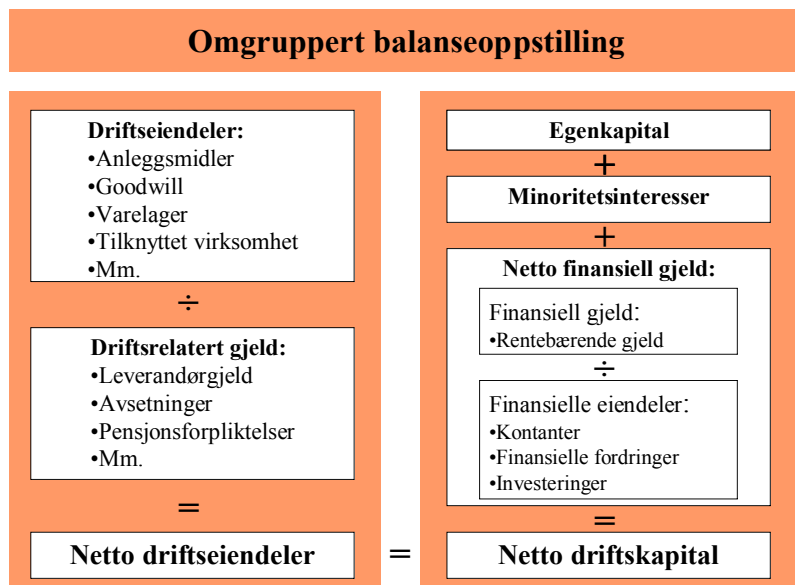 Omgruppert balanseoppstilling
Driftseiendeler:
•Anleggsmidler
•Goodwill
•Varelager
•Tilknyttet virksomhet
•Mm.
÷
Driftsrelatert gjeld:
•Leverandørgjeld
•Avsetninger
•Pensjonsforpliktelser
•Mm.
=
Netto driftseiendeler
=
Egenkapital
+
Minoritetsinteresser
+
Netto finansiell gjeld:
Finansiell gjeld:
•Rentebærende gjeld
÷
Finansielle eiendeler:
•Kontanter
•Finansielle fordringer
•Investeringer
=
Netto driftskapital